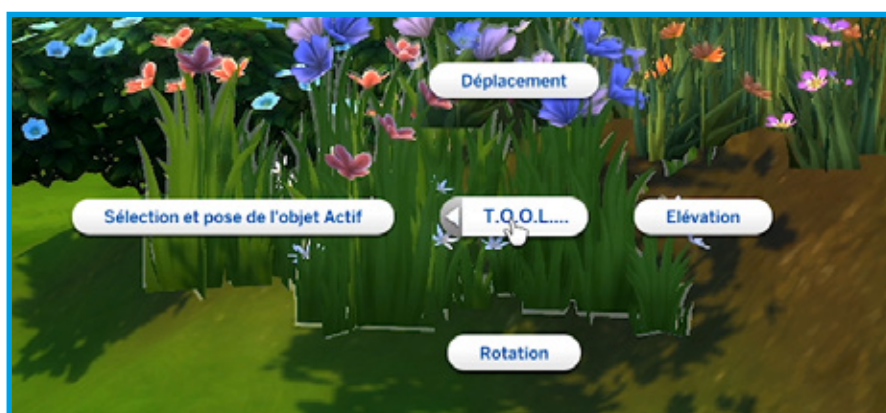 Déplacement
Sélection et pose de l'objet Actif
T.O.O.L....
Elévation
Rotation